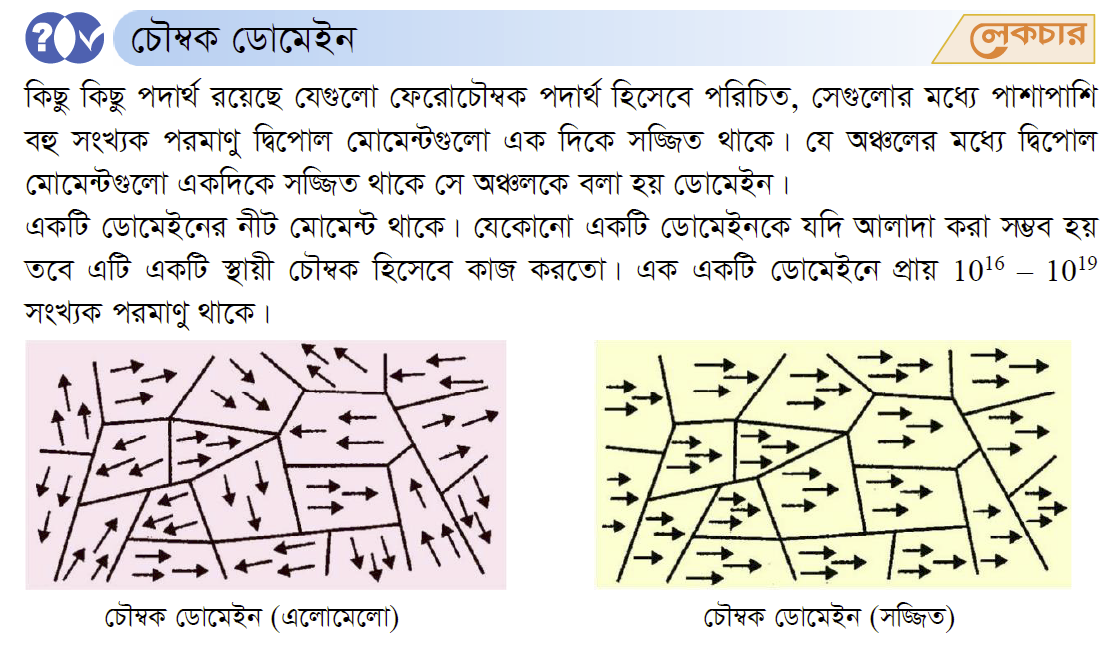 চৌম্বক ডোমেইন
লেকচার
কিছু কিছু পদার্থ রয়েছে যেগুলো ফেরোচৌম্বক পদার্থ হিসেবে পরিচিত, সেগুলোর মধ্যে পাশাপাশি
বহু সংখ্যক পরমাণু দ্বিপোল মোমেন্টগুলো এক দিকে সজ্জিত থাকে। যে অঞ্চলের মধ্যে দ্বিপোল
মোমেন্টগুলো একদিকে সজ্জিত থাকে সে অঞ্চলকে বলা হয় ডোমেইন।
একটি ডোমেইনের নীট মোমেন্ট থাকে। যেকোনো একটি ডোমেইনকে যদি আলাদা করা সম্ভব হয়
তবে এটি একটি স্থায়ী চৌম্বক হিসেবে কাজ করতো। এক একটি ডোমেইনে প্রায় 10¹⁶ – 10¹⁹
সংখ্যক পরমাণু থাকে।
চৌম্বক ডোমেইন (এলোমেলো)
চৌম্বক ডোমেইন (সজ্জিত)